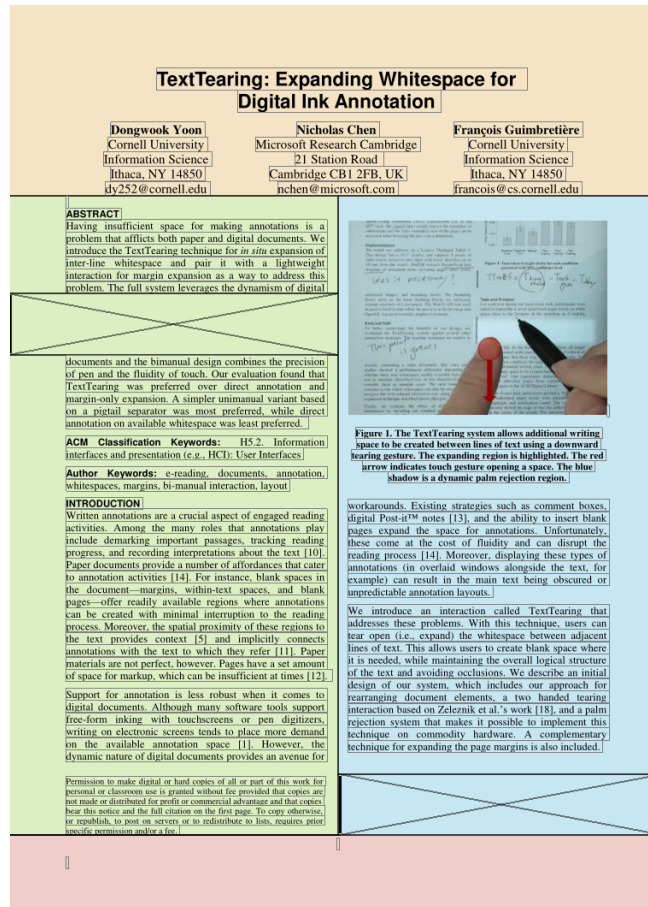 TextTearing: Expanding Whitespace for
Digital Ink Annotation
Dongwook Yoon
Cornell University
Information Science
Ithaca, NY 14850
dy252@cornell.edu
Nicholas Chen
Microsoft Research Cambridge
21 Station Road
Cambridge CB1 2FB, UK
nchen@microsoft.com
François Guimbretière
Cornell University
Information Science
Ithaca, NY 14850
francois@cs.cornell.edu
ABSTRACT
Having insufficient space for making annotations is a
problem that afflicts both paper and digital documents. We
introduce the TextTearing technique for in situ expansion of
inter-line whitespace and pair it with a lightweight
interaction for margin expansion as a way to address this
problem. The full system leverages the dynamism of digital
documents and the bimanual design combines the precision
of pen and the fluidity of touch. Our evaluation found that
TextTearing was preferred over direct annotation and
margin-only expansion. A simpler unimanual variant based
on a pigtail separator was most preferred, while direct
annotation on available whitespace was least preferred.
ACM Classification Keywords: H5.2. Information
interfaces and presentation (e.g., HCI): User Interfaces
Author Keywords: e-reading, documents, annotation,
whitespaces, margins, bi-manual interaction, layout
INTRODUCTION
Written annotations are a crucial aspect of engaged reading
activities. Among the many roles that annotations play
include demarking important passages, tracking reading
progress, and recording interpretations about the text [10].
Paper documents provide a number of affordances that cater
to annotation activities [14]. For instance, blank spaces in
the document—margins, within-text spaces, and blank
pages—offer readily available regions where annotations
can be created with minimal interruption to the reading
process. Moreover, the spatial proximity of these regions to
the text provides context [5] and implicitly connects
annotations with the text to which they refer [11]. Paper
materials are not perfect, however. Pages have a set amount
of space for markup, which can be insufficient at times [12].
Support for annotation is less robust when it comes to
digital documents. Although many software tools support
free-form inking with touchscreens or pen digitizers,
writing on electronic screens tends to place more demand
on the available annotation space [1]. However, the
dynamic nature of digital documents provides an avenue for
Permission to make digital or hard copies of all or part of this work for
personal or classroom use is granted without fee provided that copies are
not made or distributed for profit or commercial advantage and that copies
bear this notice and the full citation on the first page. To copy otherwise,
or republish, to post on servers or to redistribute to lists, requires prior
specific permission and/or a fee.
EVALUATION
Figure 1. The TextTearing system allows additional writing
space to be created between lines of text using a downward
tearing gesture. The expanding region is highlighted. The red
arrow indicates touch gesture opening a space. The blue
shadow is a dynamic palm rejection region.
workarounds. Existing strategies such as comment boxes,
digital Post-it™ notes [13], and the ability to insert blank
pages expand the space for annotations. Unfortunately,
these come at the cost of fluidity and can disrupt the
reading process [14]. Moreover, displaying these types of
annotations (in overlaid windows alongside the text, for
example) can result in the main text being obscured or
unpredictable annotation layouts.
We introduce an interaction called TextTearing that
addresses these problems. With this technique, users can
tear open (i.e., expand) the whitespace between adjacent
lines of text. This allows users to create blank space where
it is needed, while maintaining the overall logical structure
of the text and avoiding occlusions. We describe an initial
design of our system, which includes our approach for
rearranging document elements, a two handed tearing
interaction based on Zeleznik et al.'s work [18], and a palm
rejection system that makes it possible to implement this
technique on commodity hardware. A complementary
technique for expanding the page margins is also included.